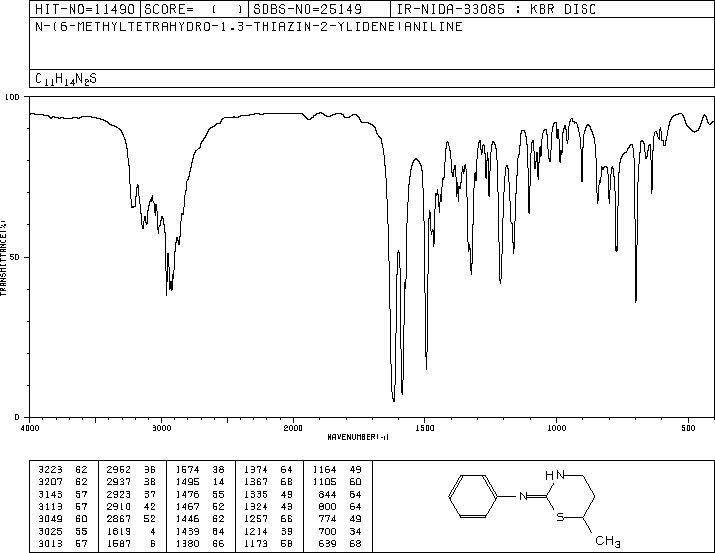 HIT-NO=11490 SCORE= ( ) SDBS-NO=25149 IR-NIDA-33085 : KBR DISC
N-(6-METHYLTETRAHYDRO-1,3-THIAZIN-2-YLIDENE)ANILINE
C11H14N2S
100
TRANSMITTANCE(%)
50
0
4000 3000 2000 1500 1000 500
WAVENUMBER(-1)
3223 62 2962 36 1574 38 1374 64 1164 49
3207 62 2937 38 1495 14 1367 68 1105 60
3143 57 2923 37 1476 55 1335 49 844 64
3113 57 2910 42 1467 52 1324 43 800 64
3049 60 2867 52 1446 62 1257 66 774 49
3025 55 1619 4 1439 64 1214 39 700 34
3013 57 1587 6 1380 66 1173 58 639 68
HN
N
S
CH3